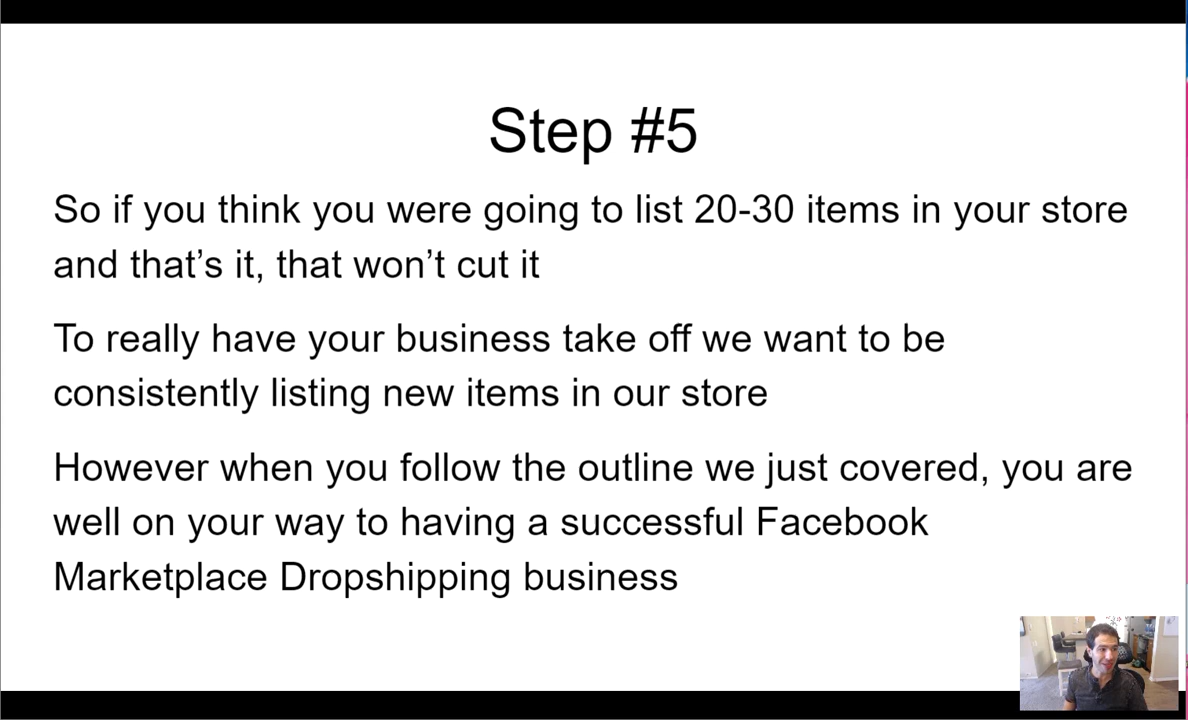 Step #5
So if you think you were going to list 20-30 items in your store
and that’s it, that won’t cut it
To really have your business take off we want to be
consistently listing new items in our store
However when you follow the outline we just covered, you are
well on your way to having a successful Facebook
Marketplace Dropshipping business